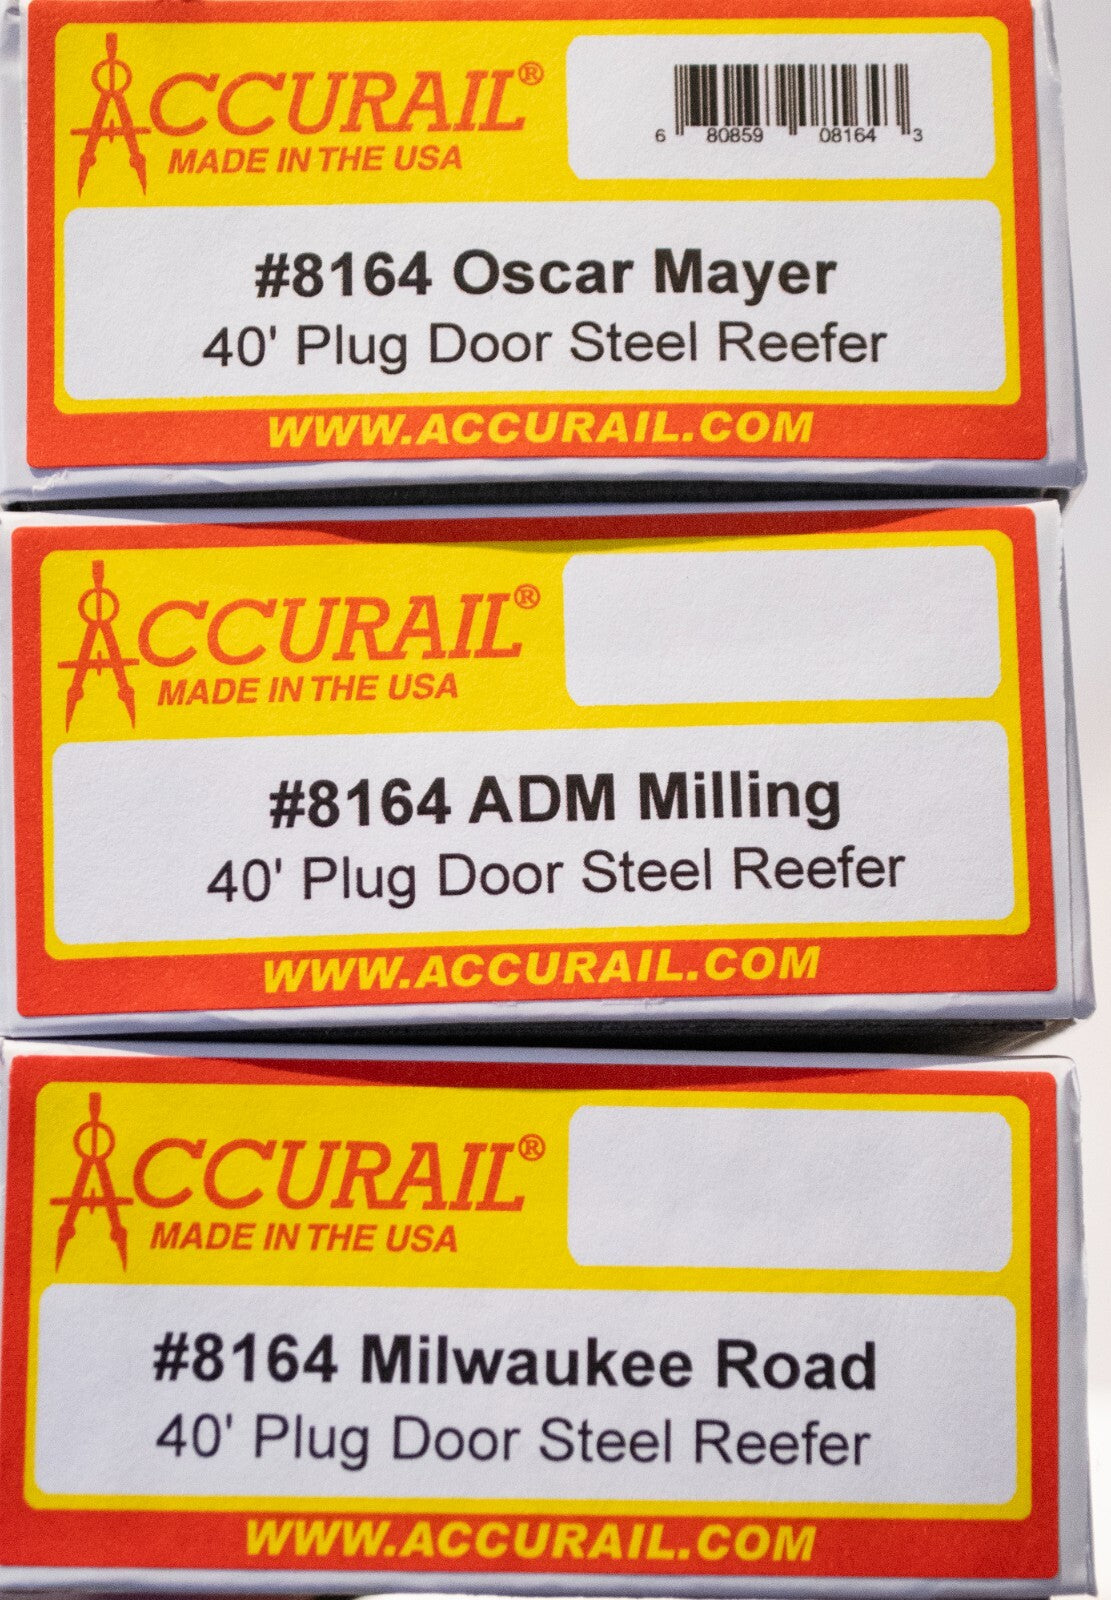 ACCURAIL®
MADE IN THE USA
6 80859 08164 3
#8164 Oscar Mayer
40' Plug Door Steel Reefer
WWW.ACCURAIL.COM
ACCURAIL®
MADE IN THE USA
#8164 ADM Milling
40' Plug Door Steel Reefer
WWW.ACCURAIL.COM
ACCURAIL®
MADE IN THE USA
#8164 Milwaukee Road
40' Plug Door Steel Reefer
WWW.ACCURAIL.COM